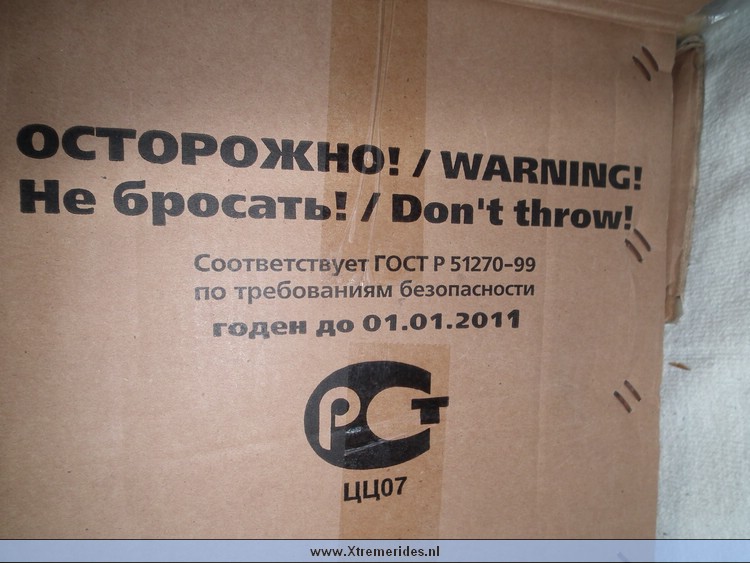 ОСТОРОЖНО! / WARNING!
Не бросать! / Don't throw!
Соответствует ГОСТ Р 51270-99
по требованиям безопасности
годен до 01.01.2011
РСТ
ЦЦ07
www.Xtremerides.nl